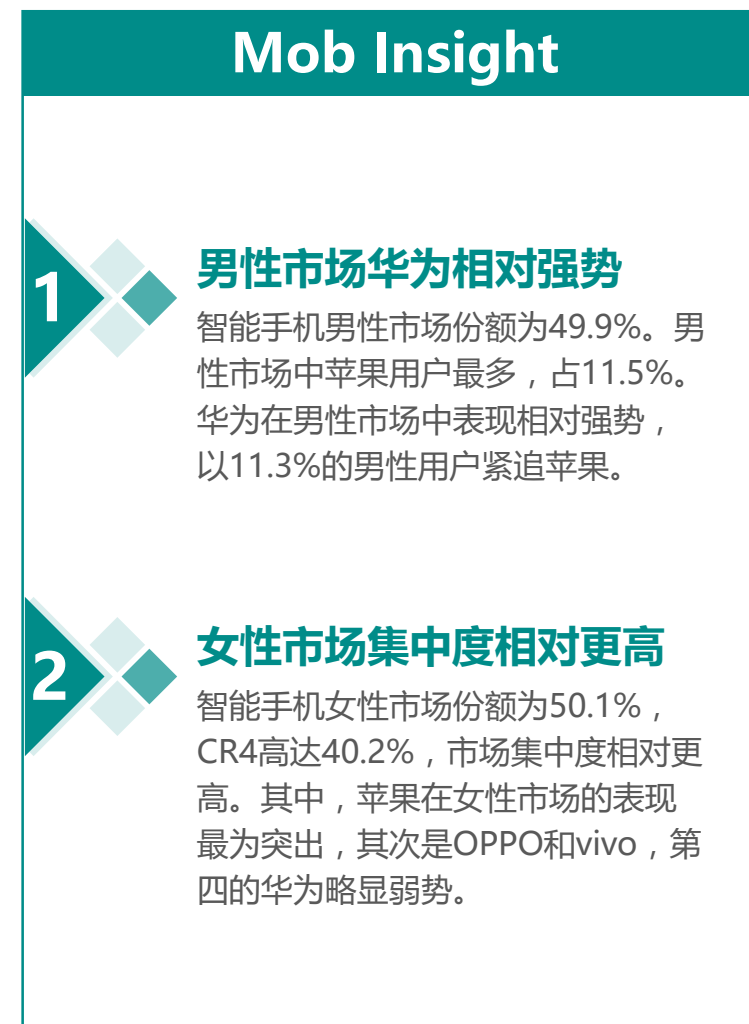 Mob Insight
1
男性市场华为相对强势
智能手机男性市场份额为49.9%。男
性市场中苹果用户最多，占11.5%。
华为在男性市场中表现相对强势，
以11.3%的男性用户紧追苹果。
2
女性市场集中度相对更高
智能手机女性市场份额为50.1%，
CR4高达40.2%，市场集中度相对更
高。其中，苹果在女性市场的表现
最为突出，其次是OPPO和vivo，第
四的华为略显弱势。